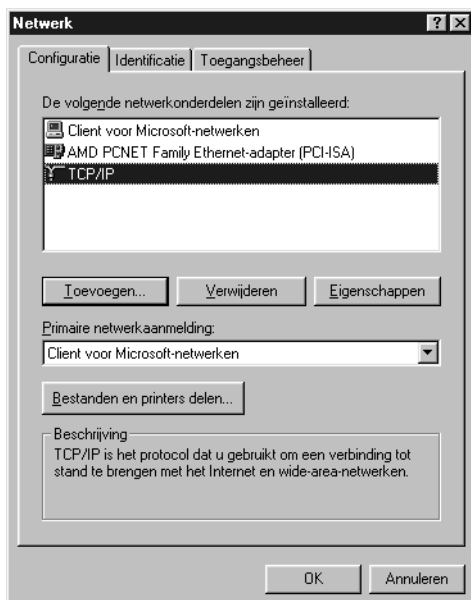 Netwerk
Configuratie Identificatie Toegangsbeheer
De volgende netwerkonderdelen zijn geïnstalleerd:
Client voor Microsoft-netwerken
AMD PCNET Family Ethernet-adapter (PCI-ISA)
TCP/IP
Toevoegen... Verwijderen Eigenschappen
Primaire netwerkaanmelding:
Client voor Microsoft-netwerken
Bestanden en printers delen...
Beschrijving
TCP/IP is het protocol dat u gebruikt om een verbinding tot
stand te brengen met het Internet en wide-area-netwerken.
OK Annuleren